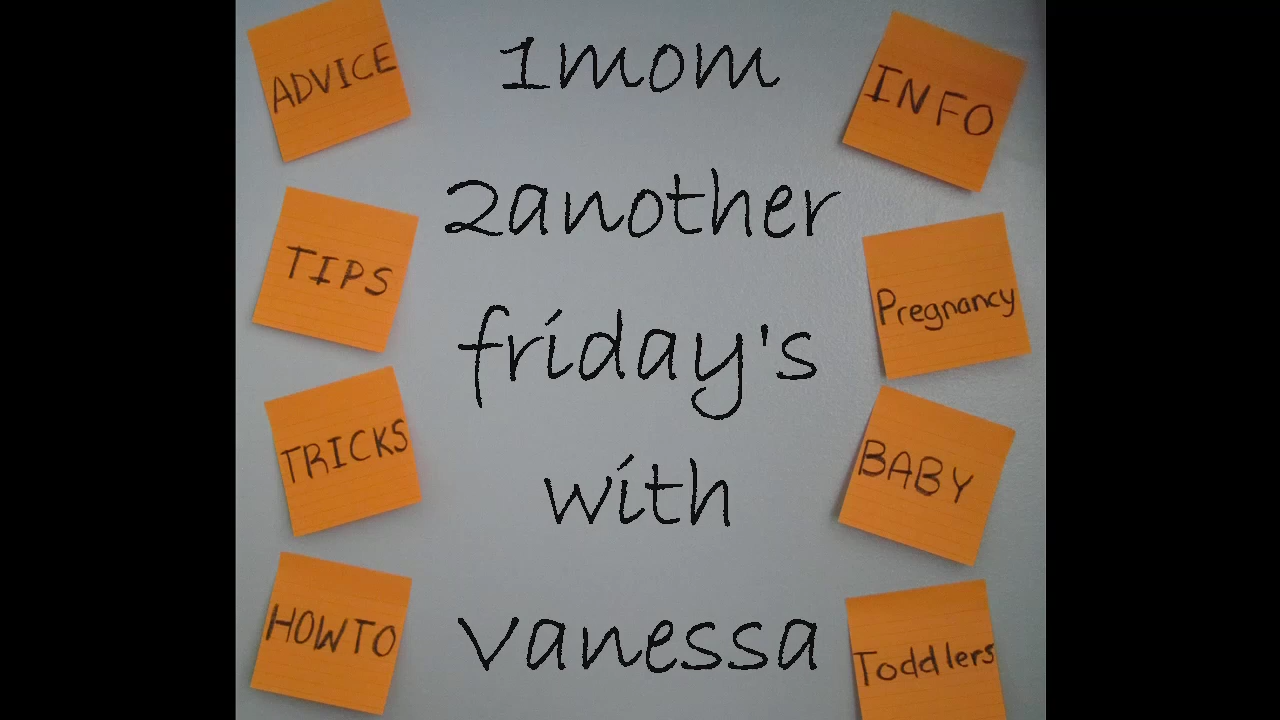 ADVICE
TIPS
TRICKS
HOWTO
1mom
2another
friday's
with
vanessa
INFO
Pregnancy
BABY
Toddlers